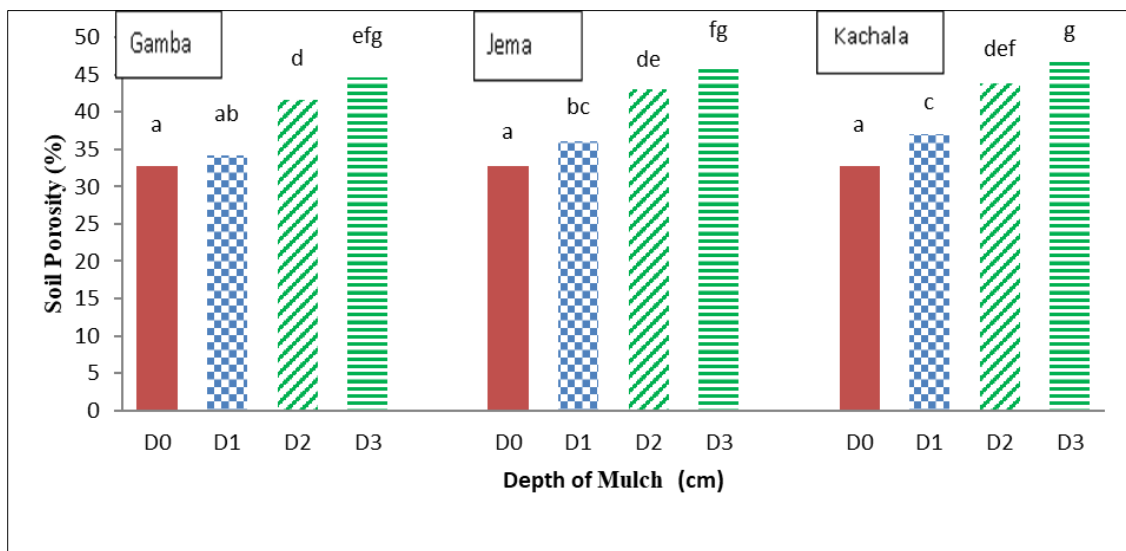 Gamba
Jema
Kachala
50
45
40
35
30
25
20
15
10
5
0
Soil Porosity (%)
a
ab
d
efg
a
bc
de
fg
a
c
def
g
D0 D1 D2 D3 D0 D1 D2 D3 D0 D1 D2 D3
Depth of Mulch (cm)